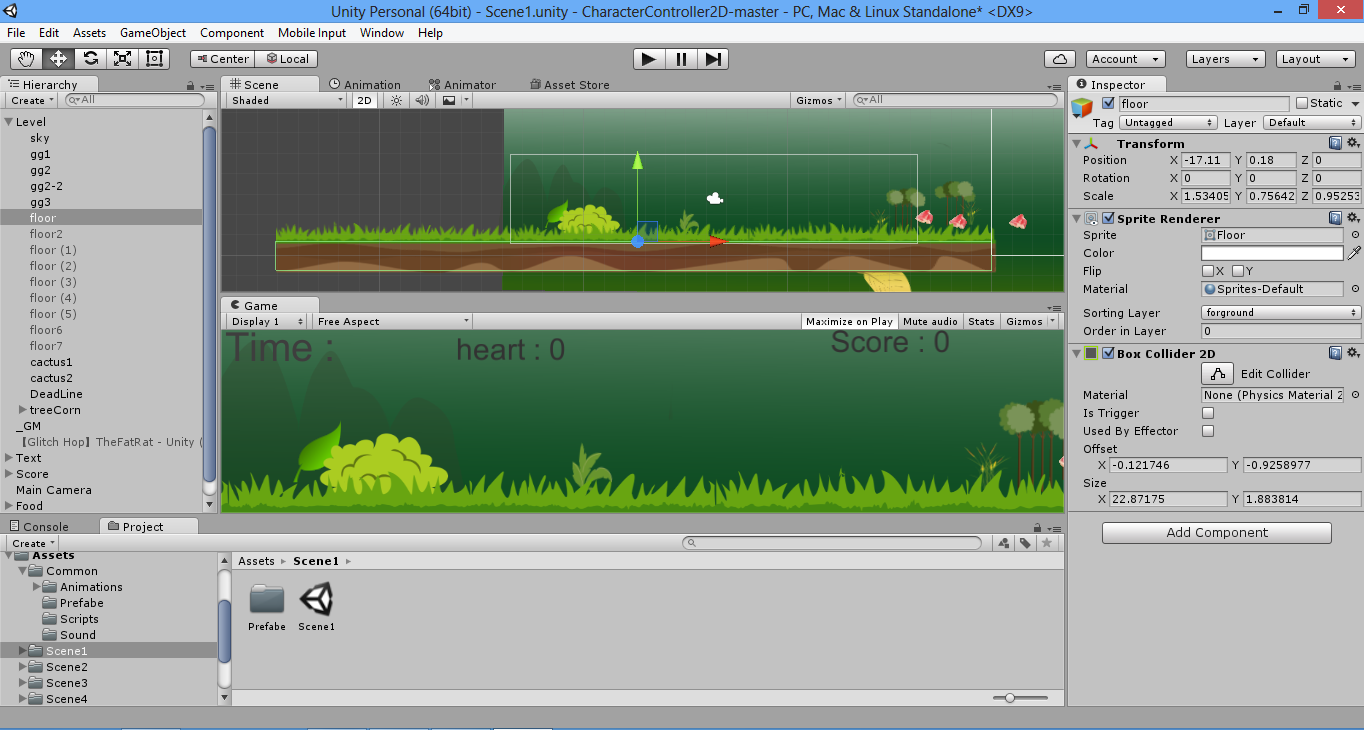 Unity Personal (64bit) - Scene1.unity - CharacterController2D-master - PC, Mac & Linux Standalone* <DX9>
File Edit Assets GameObject Component Mobile Input Window Help
Center Local Account Layers Layout
Hierarchy
Create All
Level
sky
gg1
gg2
gg2-2
gg3
floor
floor2
floor (1)
floor (2)
floor (3)
floor (4)
floor (5)
floor6
floor7
cactus1
cactus2
DeadLine
treeCorn
_GM
【Glitch Hop】TheFatRat - Unity (
Text
Score
Main Camera
Food
Scene Animation Animator Asset Store
Shaded 2D Gizmos All
Game
Display 1 Free Aspect Maximize on Play Mute audio Stats Gizmos
Time :
heart : 0
Score : 0
Console Project
Create
Assets
Common
Animations
Prefabe
Scripts
Sound
Scene1
Scene2
Scene3
Scene4
Assets Scene1
Prefabe Scene1
Inspector
floor Static
Tag Untagged Layer Default
Transform
Position X -17.11 Y 0.18 Z 0
Rotation X 0 Y 0 Z 0
Scale X 1.53405 Y 0.75642 Z 0.95253
Sprite Renderer
Sprite Floor
Color
Flip X Y
Material Sprites-Default
Sorting Layer forground
Order in Layer 0
Box Collider 2D
Edit Collider
Material None (Physics Material 2
Is Trigger
Used By Effector
Offset
X -0.121746 Y -0.9258977
Size
X 22.87175 Y 1.883814
Add Component